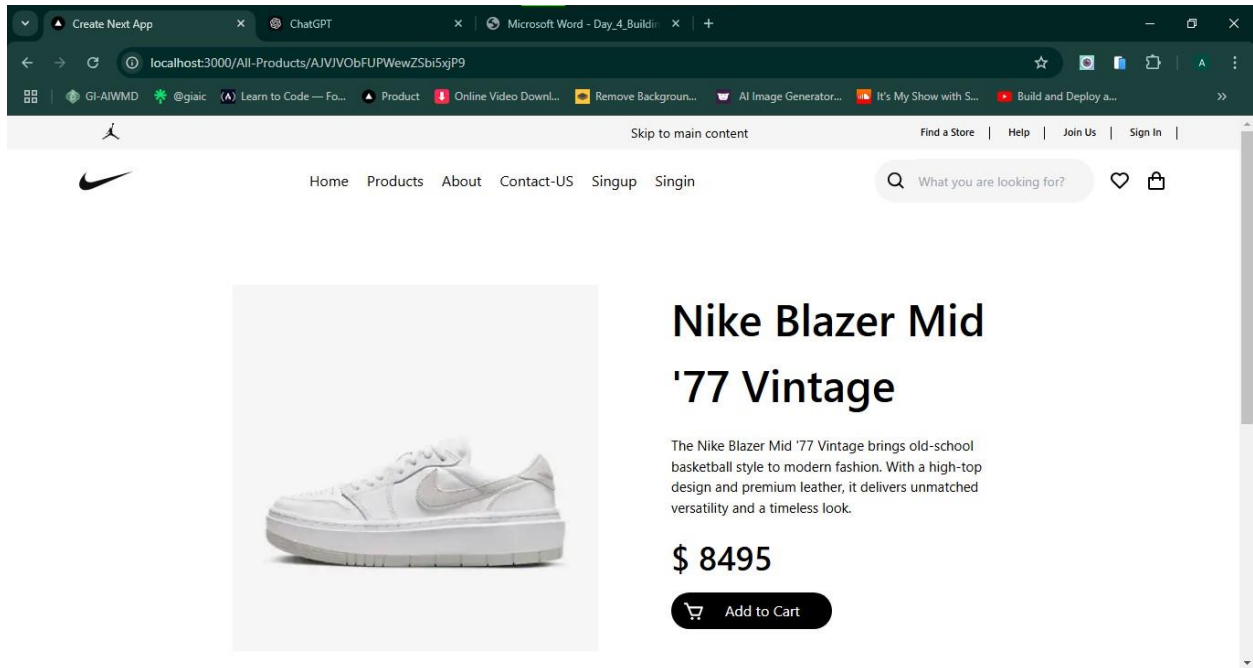 Create Next App
ChatGPT
Microsoft Word - Day_4_Buildin
localhost:3000/All-Products/AJVJVObFUPWewZSbi5xjP9
A
GI-AIWMD @giaic Learn to Code — Fo... Product Online Video Downl... Remove Backgroun... AI Image Generator... It's My Show with S... Build and Deploy a...
Skip to main content
Find a Store | Help | Join Us | Sign In |
Home Products About Contact-US Singup Singin
What you are looking for?
Nike Blazer Mid
'77 Vintage
The Nike Blazer Mid '77 Vintage brings old-school
basketball style to modern fashion. With a high-top
design and premium leather, it delivers unmatched
versatility and a timeless look.
$ 8495
Add to Cart